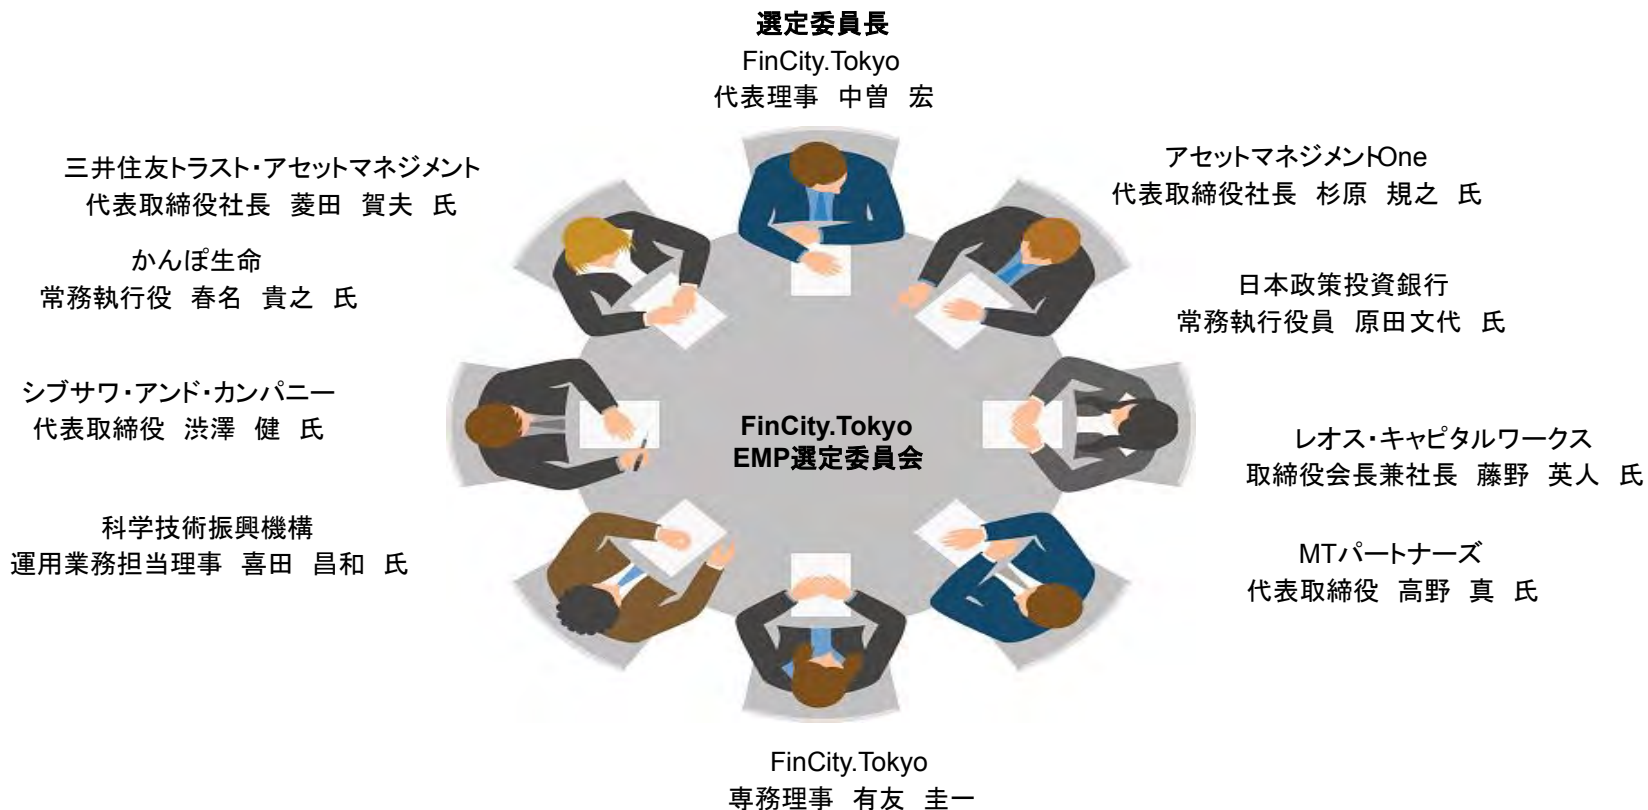 選定委員長
FinCity.Tokyo
代表理事 中曽 宏
三井住友トラスト・アセットマネジメント
代表取締役社長 菱田 賀夫 氏
かんぽ生命
常務執行役 春名 貴之 氏
シブサワ・アンド・カンパニー
代表取締役 渋澤 健 氏
科学技術振興機構
運用業務担当理事 喜田 昌和 氏
アセットマネジメントOne
代表取締役社長 杉原 規之 氏
日本政策投資銀行
常務執行役員 原田文代 氏
レオス・キャピタルワークス
取締役会長兼社長 藤野 英人 氏
MTパートナーズ
代表取締役 高野 真 氏
FinCity.Tokyo
EMP選定委員会
FinCity.Tokyo
専務理事 有友 圭一